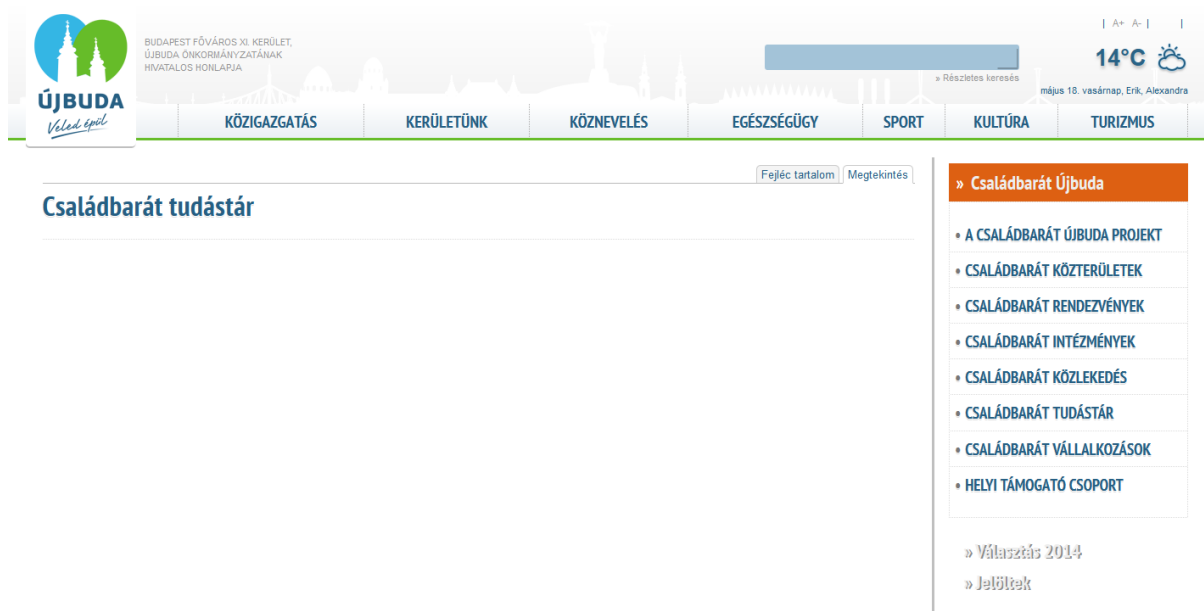 ÚJBUDA
Veled épül
BUDAPEST FŐVÁROS XI. KERÜLET,
ÚJBUDA ÖNKORMÁNYZATÁNAK
HIVATALOS HONLAPJA
| A+ A- | |
14°C
» Részletes keresés
május 18. vasárnap, Erik, Alexandra
KÖZIGAZGATÁS KERÜLETÜNK KÖZNEVELÉS EGÉSZSÉGÜGY SPORT KULTÚRA TURIZMUS
Fejléc tartalom Megtekintés
Családbarát tudástár
» Családbarát Újbuda
• A CSALÁDBARÁT ÚJBUDA PROJEKT
• CSALÁDBARÁT KÖZTERÜLETEK
• CSALÁDBARÁT RENDEZVÉNYEK
• CSALÁDBARÁT INTÉZMÉNYEK
• CSALÁDBARÁT KÖZLEKEDÉS
• CSALÁDBARÁT TUDÁSTÁR
• CSALÁDBARÁT VÁLLALKOZÁSOK
• HELYI TÁMOGATÓ CSOPORT
» Választás 2014
» Jelöltek